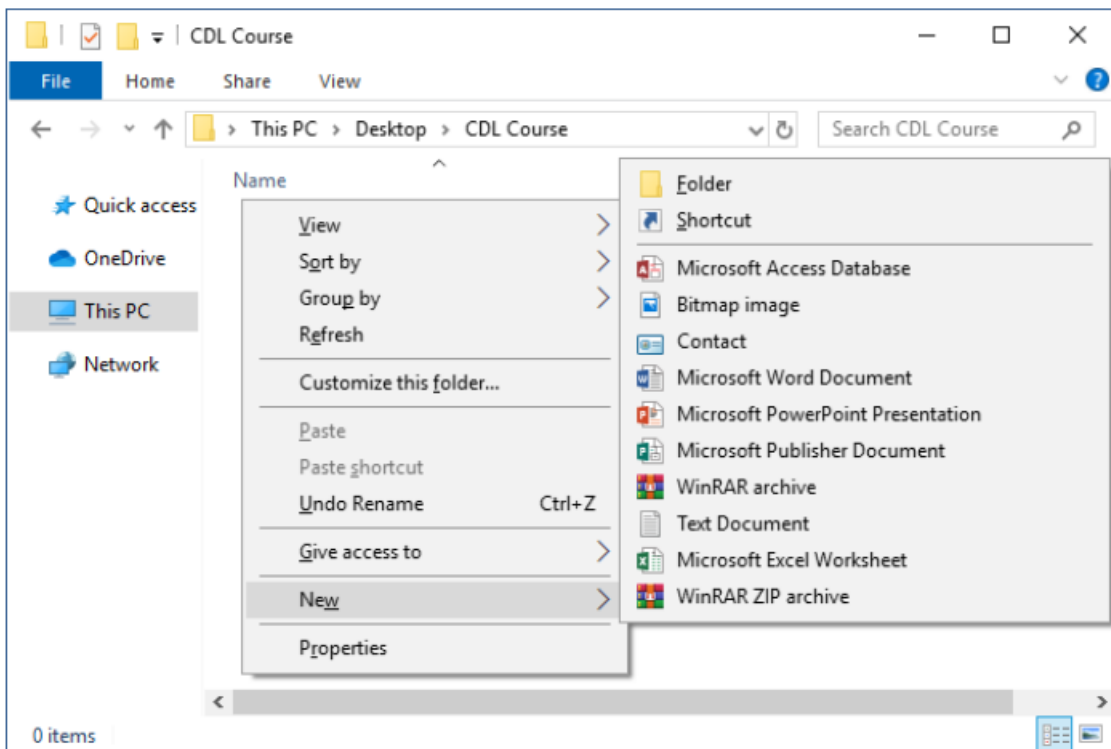 CDL Course
File Home Share View
This PC > Desktop > CDL Course
Search CDL Course
Name
Quick access
OneDrive
This PC
Network
View
Sort by
Group by
Refresh
Customize this folder...
Paste
Paste shortcut
Undo Rename Ctrl+Z
Give access to
New
Properties
Folder
Shortcut
Microsoft Access Database
Bitmap image
Contact
Microsoft Word Document
Microsoft PowerPoint Presentation
Microsoft Publisher Document
WinRAR archive
Text Document
Microsoft Excel Worksheet
WinRAR ZIP archive
0 items